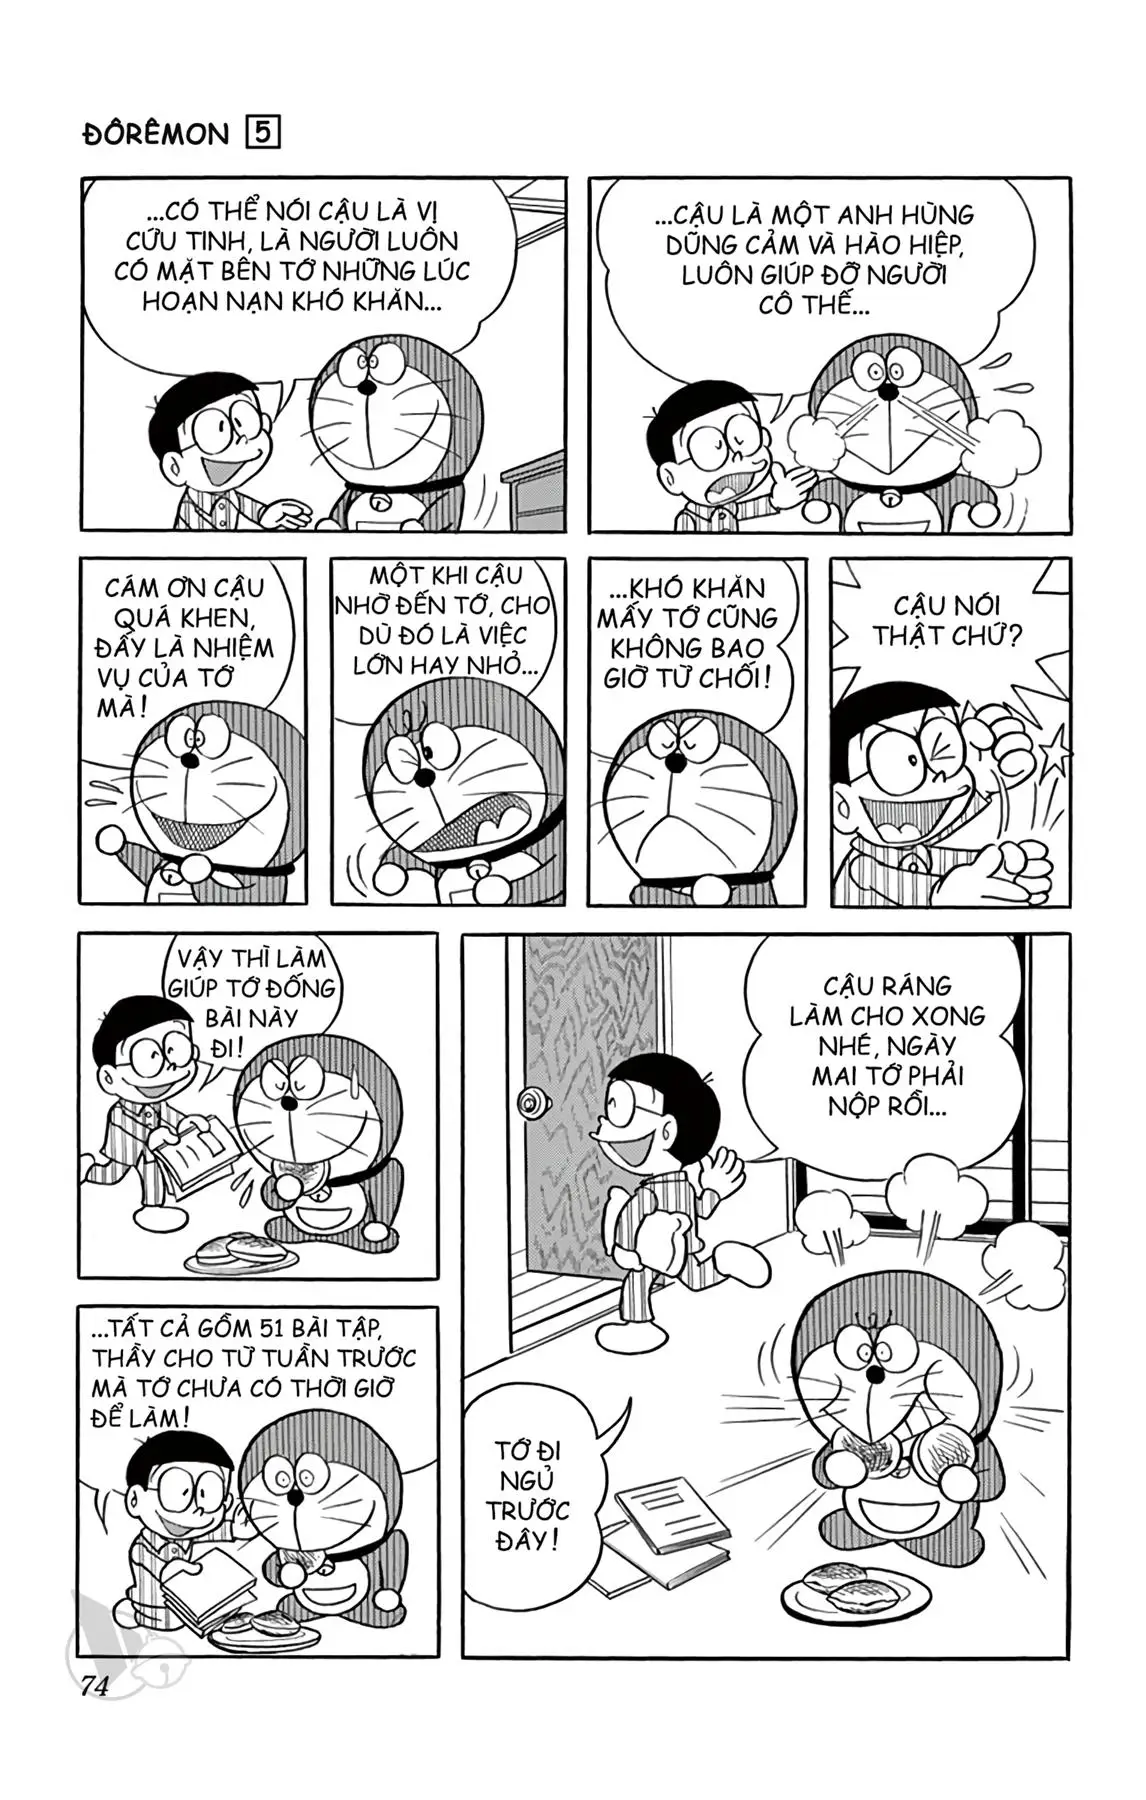 ĐÔRÊMON 5
...CÓ THỂ NÓI CẬU LÀ VỊ
CỨU TINH, LÀ NGƯỜI LUÔN
CÓ MẶT BÊN TỚ NHỮNG LÚC
HOẠN NẠN KHÓ KHĂN...
...CẬU LÀ MỘT ANH HÙNG
DŨNG CẢM VÀ HÀO HIỆP,
LUÔN GIÚP ĐỠ NGƯỜI
CÔ THẾ...
CÁM ƠN CẬU
QUÁ KHEN,
ĐẤY LÀ NHIỆM
VỤ CỦA TỚ
MÀ!
MỘT KHI CẬU
NHỜ ĐẾN TỚ, CHO
DÙ ĐÓ LÀ VIỆC
LỚN HAY NHỎ...
...KHÓ KHĂN
MẤY TỚ CŨNG
KHÔNG BAO
GIỜ TỪ CHỐI!
CẬU NÓI
THẬT CHỨ?
VẬY THÌ LÀM
GIÚP TỚ ĐỐNG
BÀI NÀY
ĐI!
...TẤT CẢ GỒM 51 BÀI TẬP,
THẦY CHO TỪ TUẦN TRƯỚC
MÀ TỚ CHƯA CÓ THỜI GIỜ
ĐỂ LÀM!
CẬU RÁNG
LÀM CHO XONG
NHÉ, NGÀY
MAI TỚ PHẢI
NỘP RỒI...
TỚ ĐI
NGỦ
TRƯỚC
ĐÂY!
74